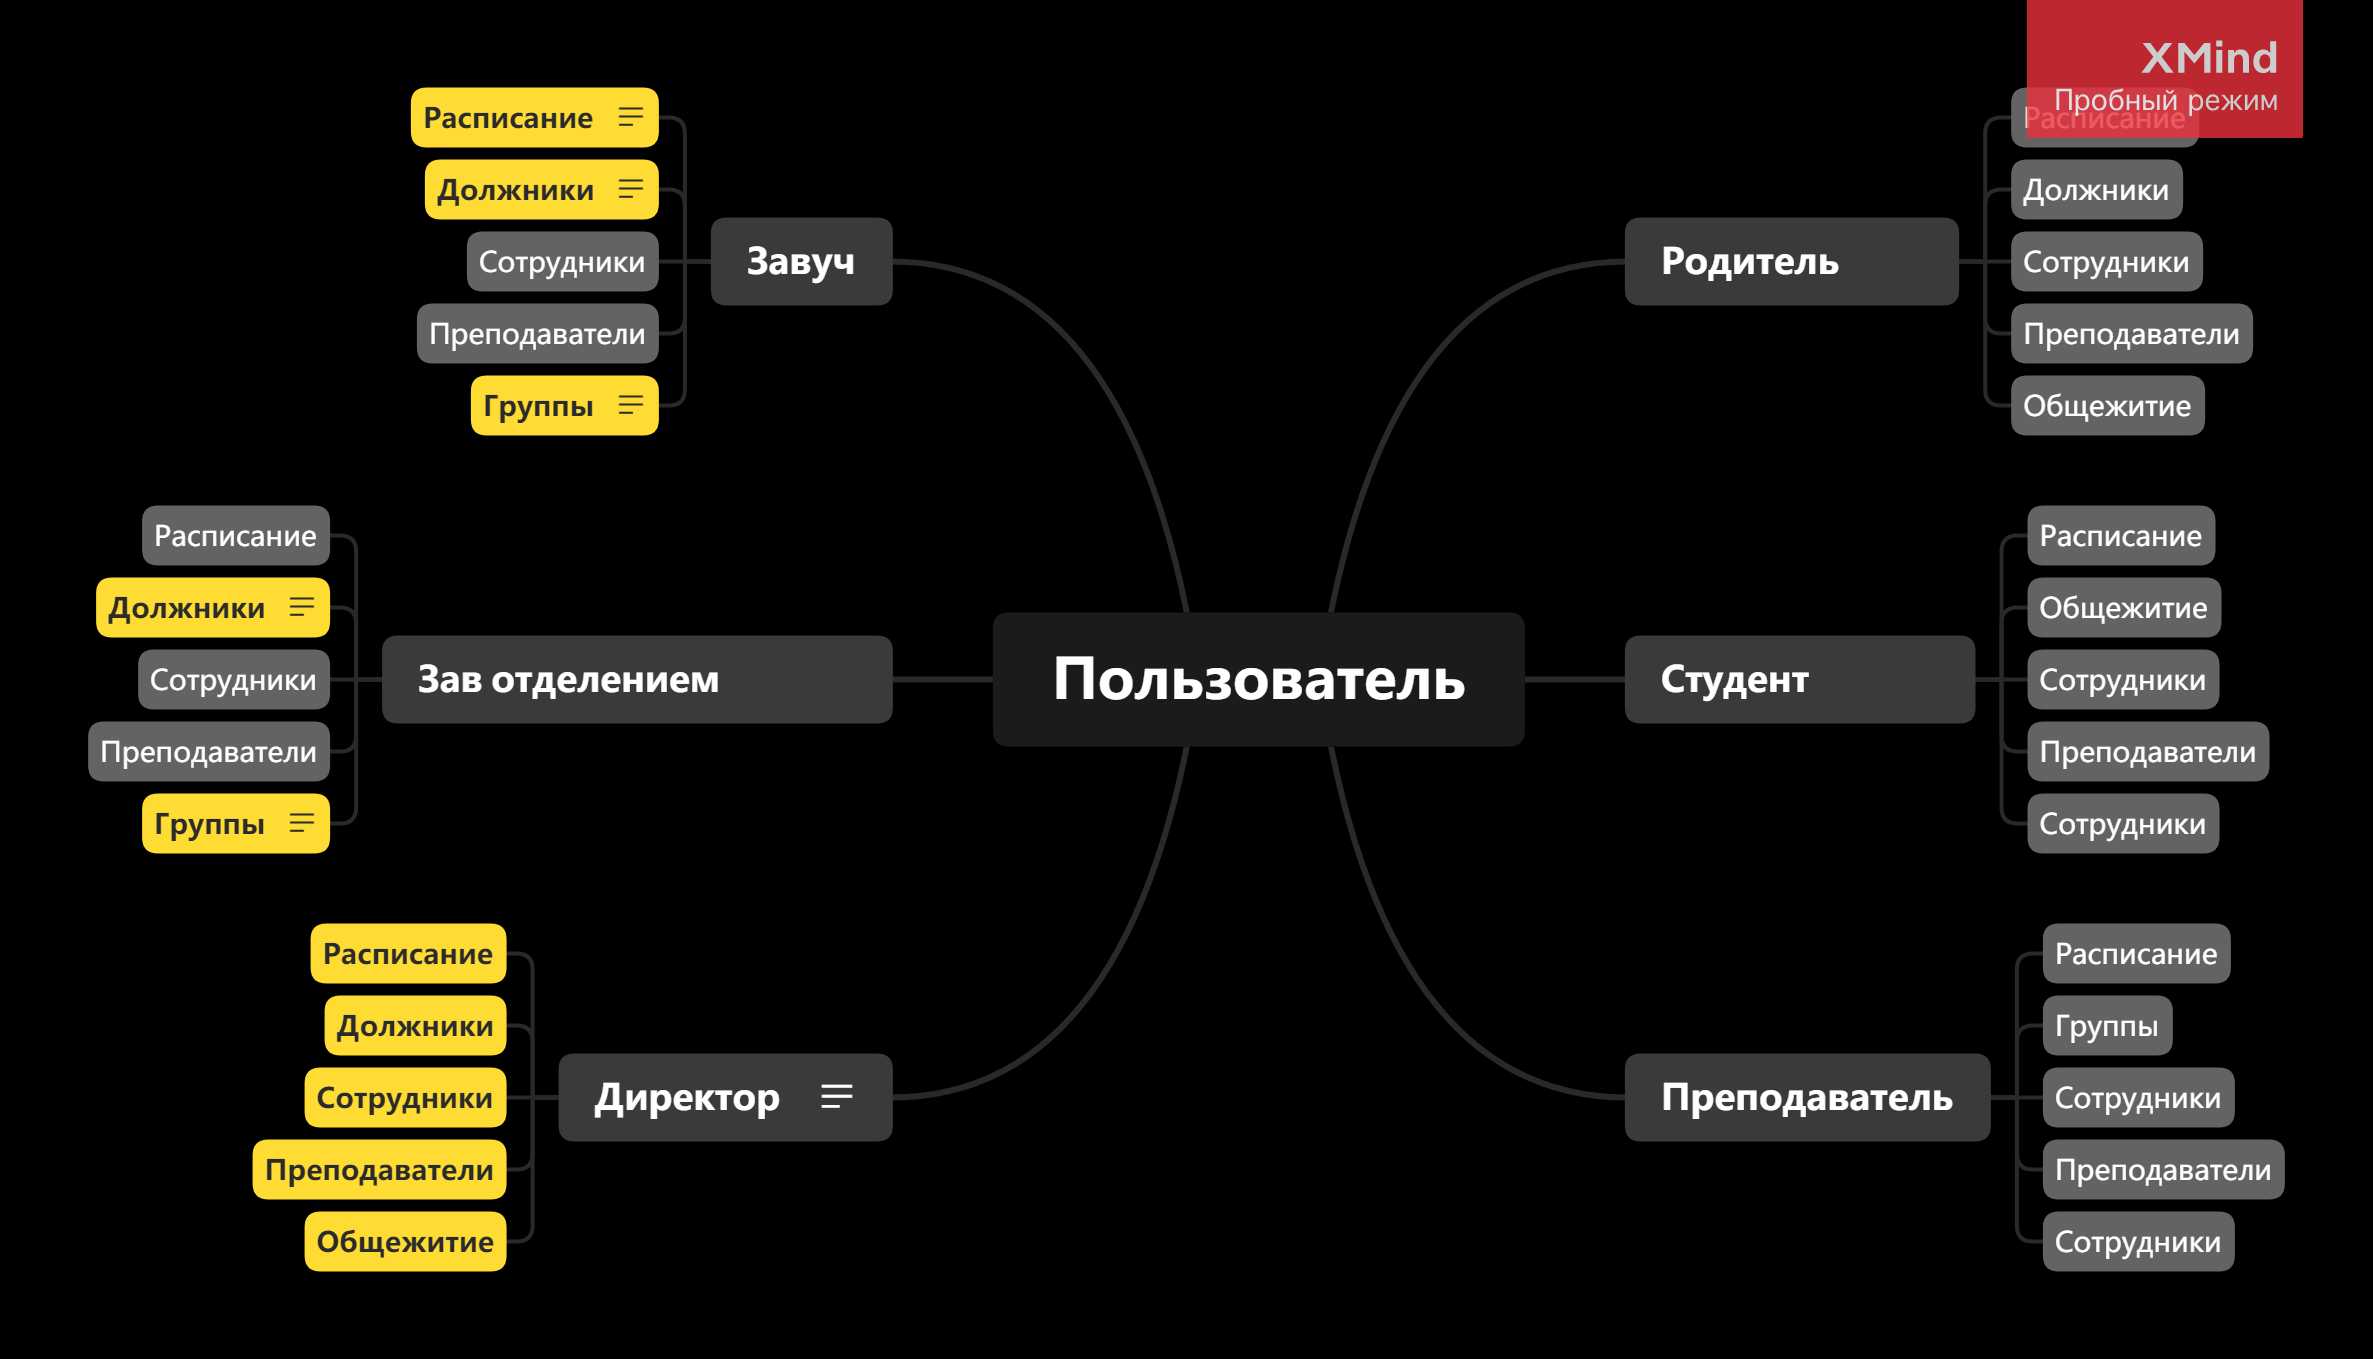 XMind
Пробный режим
Расписание
Должники
Сотрудники
Преподаватели
Группы
Завуч
Родитель
Расписание
Должники
Сотрудники
Преподаватели
Общежитие
Расписание
Должники
Сотрудники
Преподаватели
Группы
Зав отделением
Пользователь
Студент
Расписание
Общежитие
Сотрудники
Преподаватели
Сотрудники
Расписание
Должники
Сотрудники
Преподаватели
Общежитие
Директор
Преподаватель
Расписание
Группы
Сотрудники
Преподаватели
Сотрудники